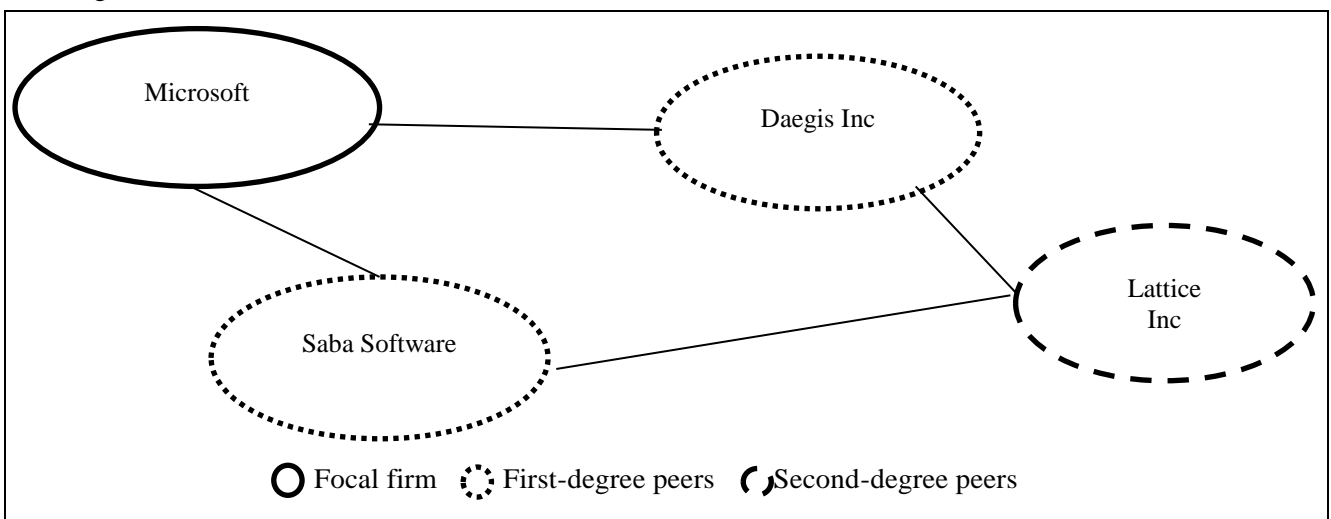 Microsoft
Daegis Inc
Lattice
Inc
Saba Software
Focal firm First-degree peers Second-degree peers